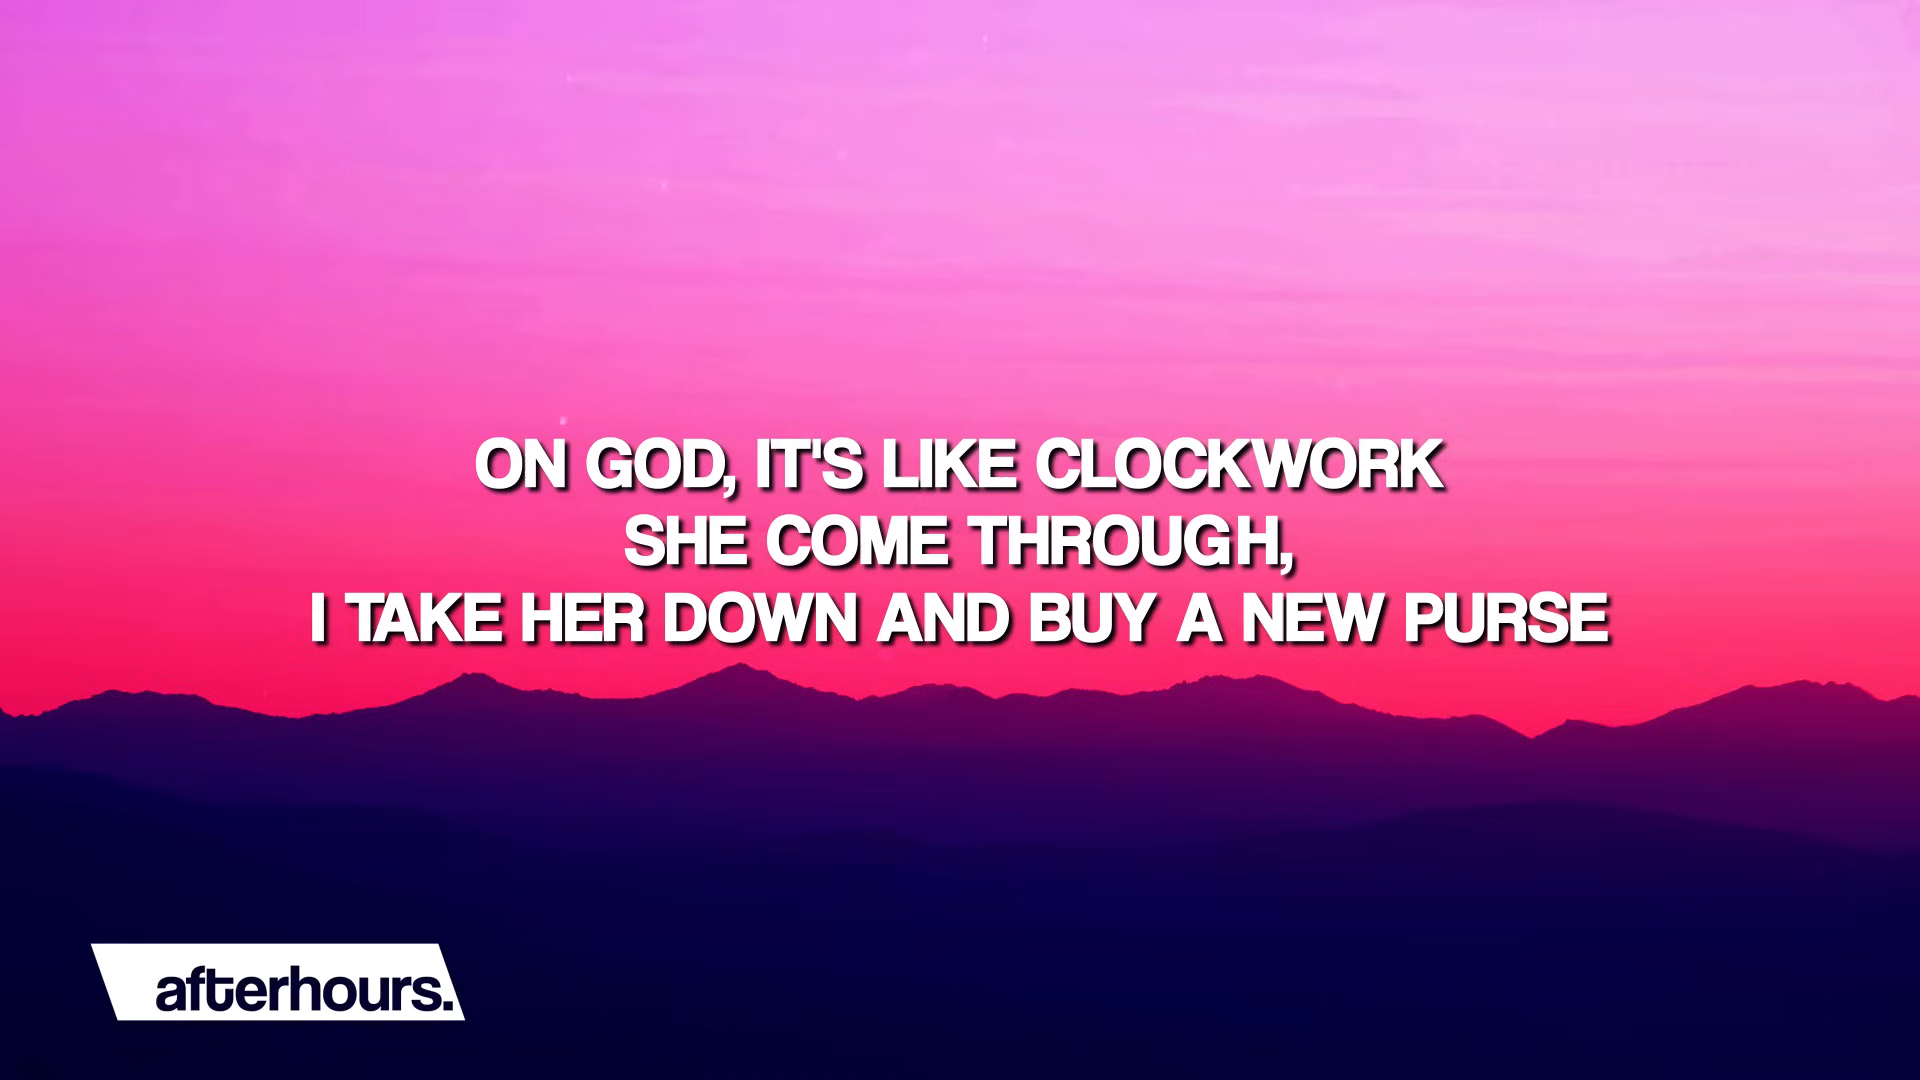 ON GOD, IT'S LIKE CLOCKWORK
SHE COME THROUGH,
I TAKE HER DOWN AND BUY A NEW PURSE
afterhours.